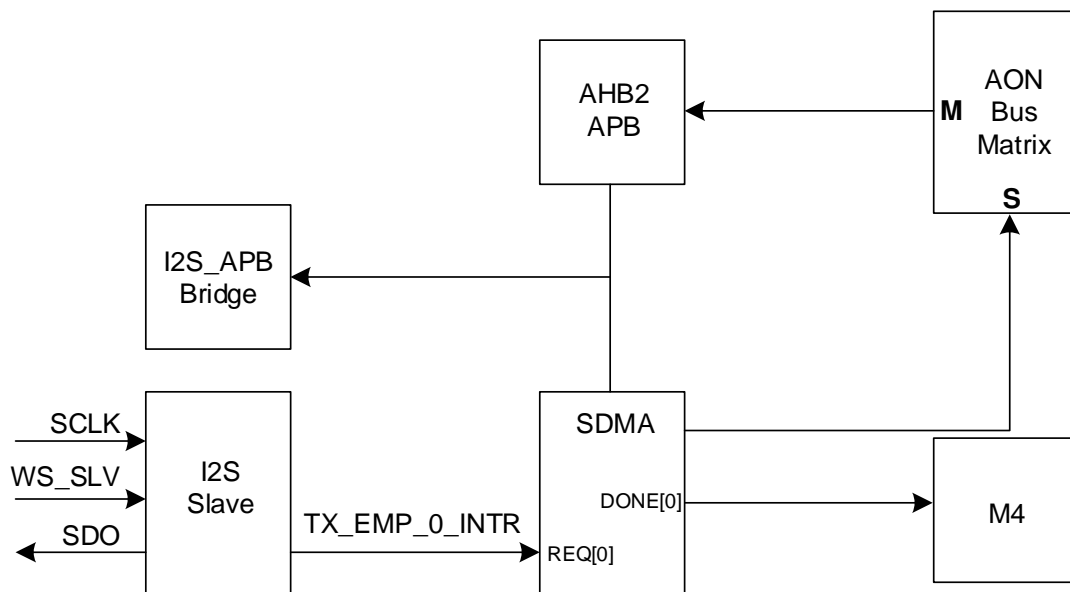 AHB2
APB
M
AON
Bus
Matrix
S
I2S_APB
Bridge
SCLK
WS_SLV
SDO
I2S
Slave
TX_EMP_0_INTR
SDMA
DONE[0]
REQ[0]
M4